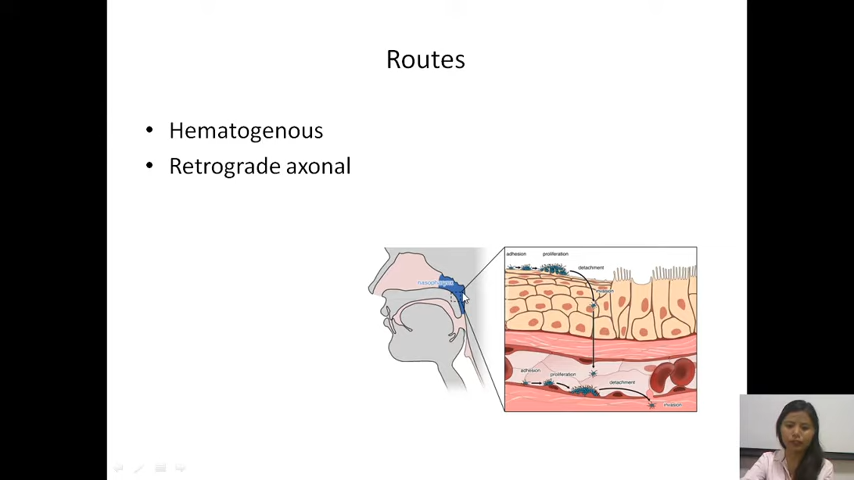 Routes
• Hematogenous
• Retrograde axonal
nasopharynx
adhesion
proliferation
detachment
invasion
adhesion
proliferation
detachment
invasion